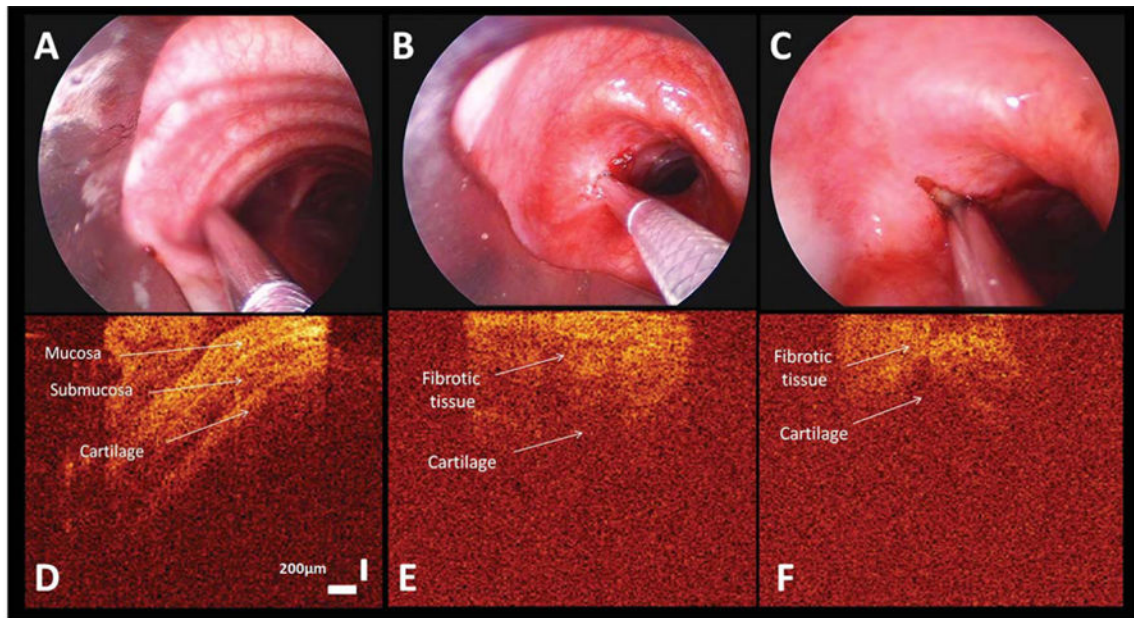 A
B
C
Mucosa
Submucosa
Cartilage
Fibrotic
tissue
Cartilage
Fibrotic
tissue
Cartilage
D
200μm
E
F